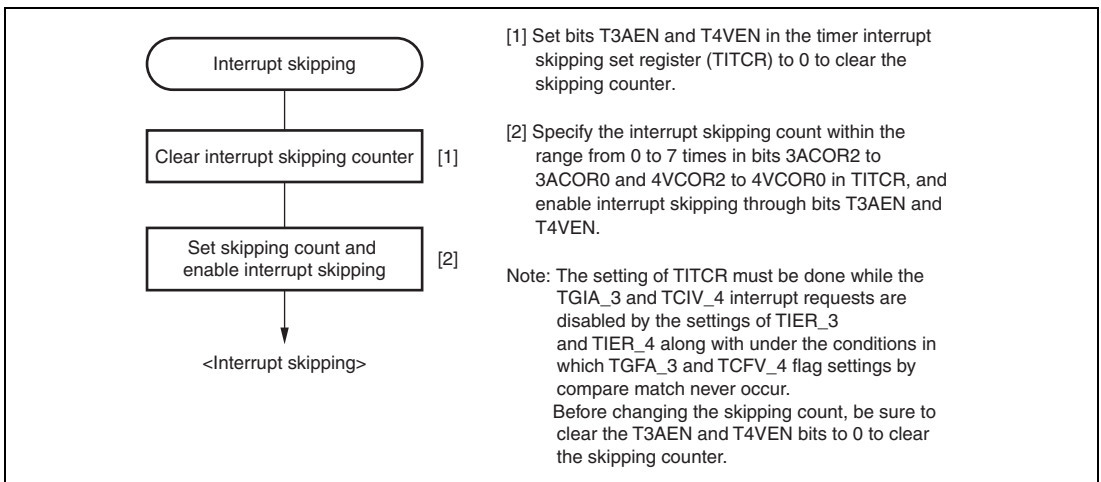 Interrupt skipping
Clear interrupt skipping counter
[1]
Set skipping count and
enable interrupt skipping
[2]
<Interrupt skipping>
[1] Set bits T3AEN and T4VEN in the timer interrupt
skipping set register (TITCR) to 0 to clear the
skipping counter.
[2] Specify the interrupt skipping count within the
range from 0 to 7 times in bits 3ACOR2 to
3ACOR0 and 4VCOR2 to 4VCOR0 in TITCR, and
enable interrupt skipping through bits T3AEN and
T4VEN.
Note: The setting of TITCR must be done while the
TGIA_3 and TCIV_4 interrupt requests are
disabled by the settings of TIER_3
and TIER_4 along with under the conditions in
which TGFA_3 and TCFV_4 flag settings by
compare match never occur.
Before changing the skipping count, be sure to
clear the T3AEN and T4VEN bits to 0 to clear
the skipping counter.